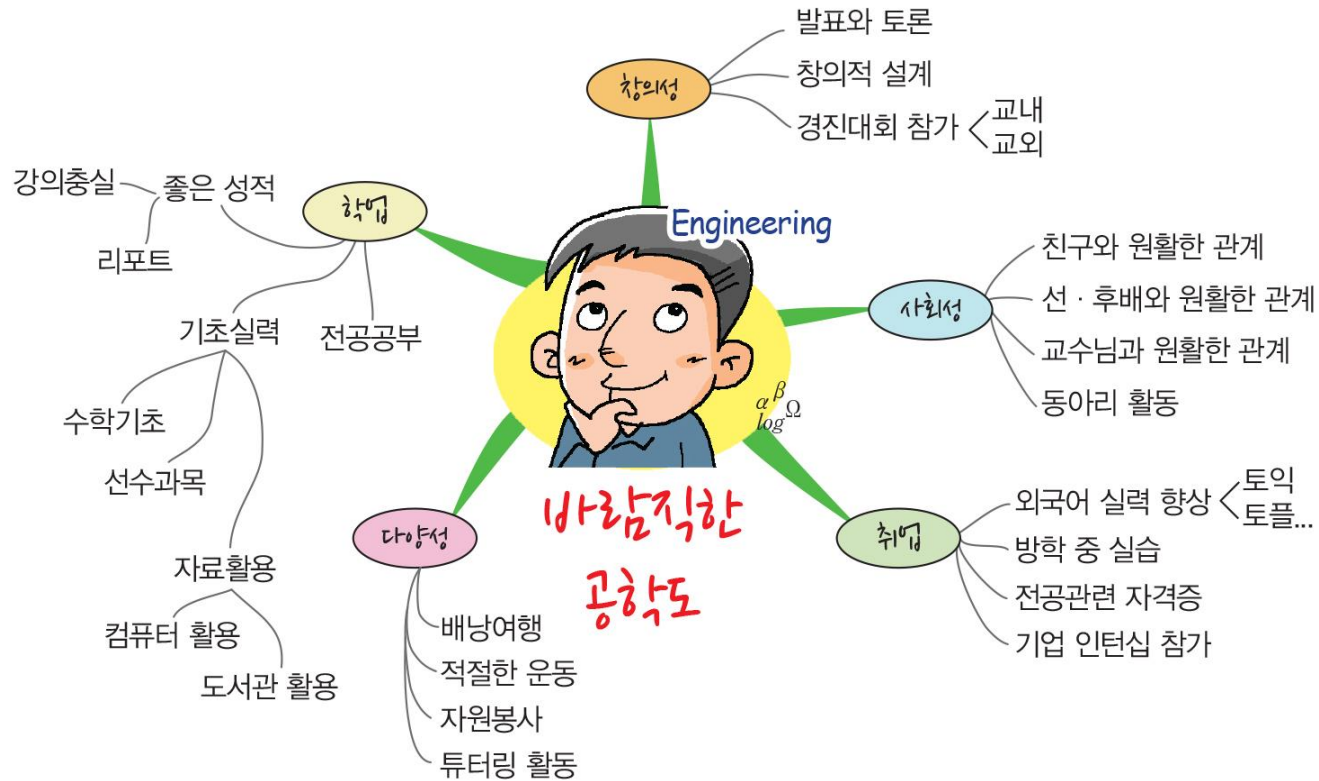 발표와 토론
창의성
창의적 설계
경진대회 참가
교내
교외
강의충실
좋은 성적
리포트
학업
기초실력
전공공부
수학기초
선수과목
자료활용
컴퓨터 활용
도서관 활용
Engineering
α β Ω
log
바람직한
공학도
사회성
친구와 원활한 관계
선 · 후배와 원활한 관계
교수님과 원활한 관계
동아리 활동
다양성
배낭여행
적절한 운동
자원봉사
튜터링 활동
취업
외국어 실력 향상
토익
토플...
방학 중 실습
전공관련 자격증
기업 인턴십 참가